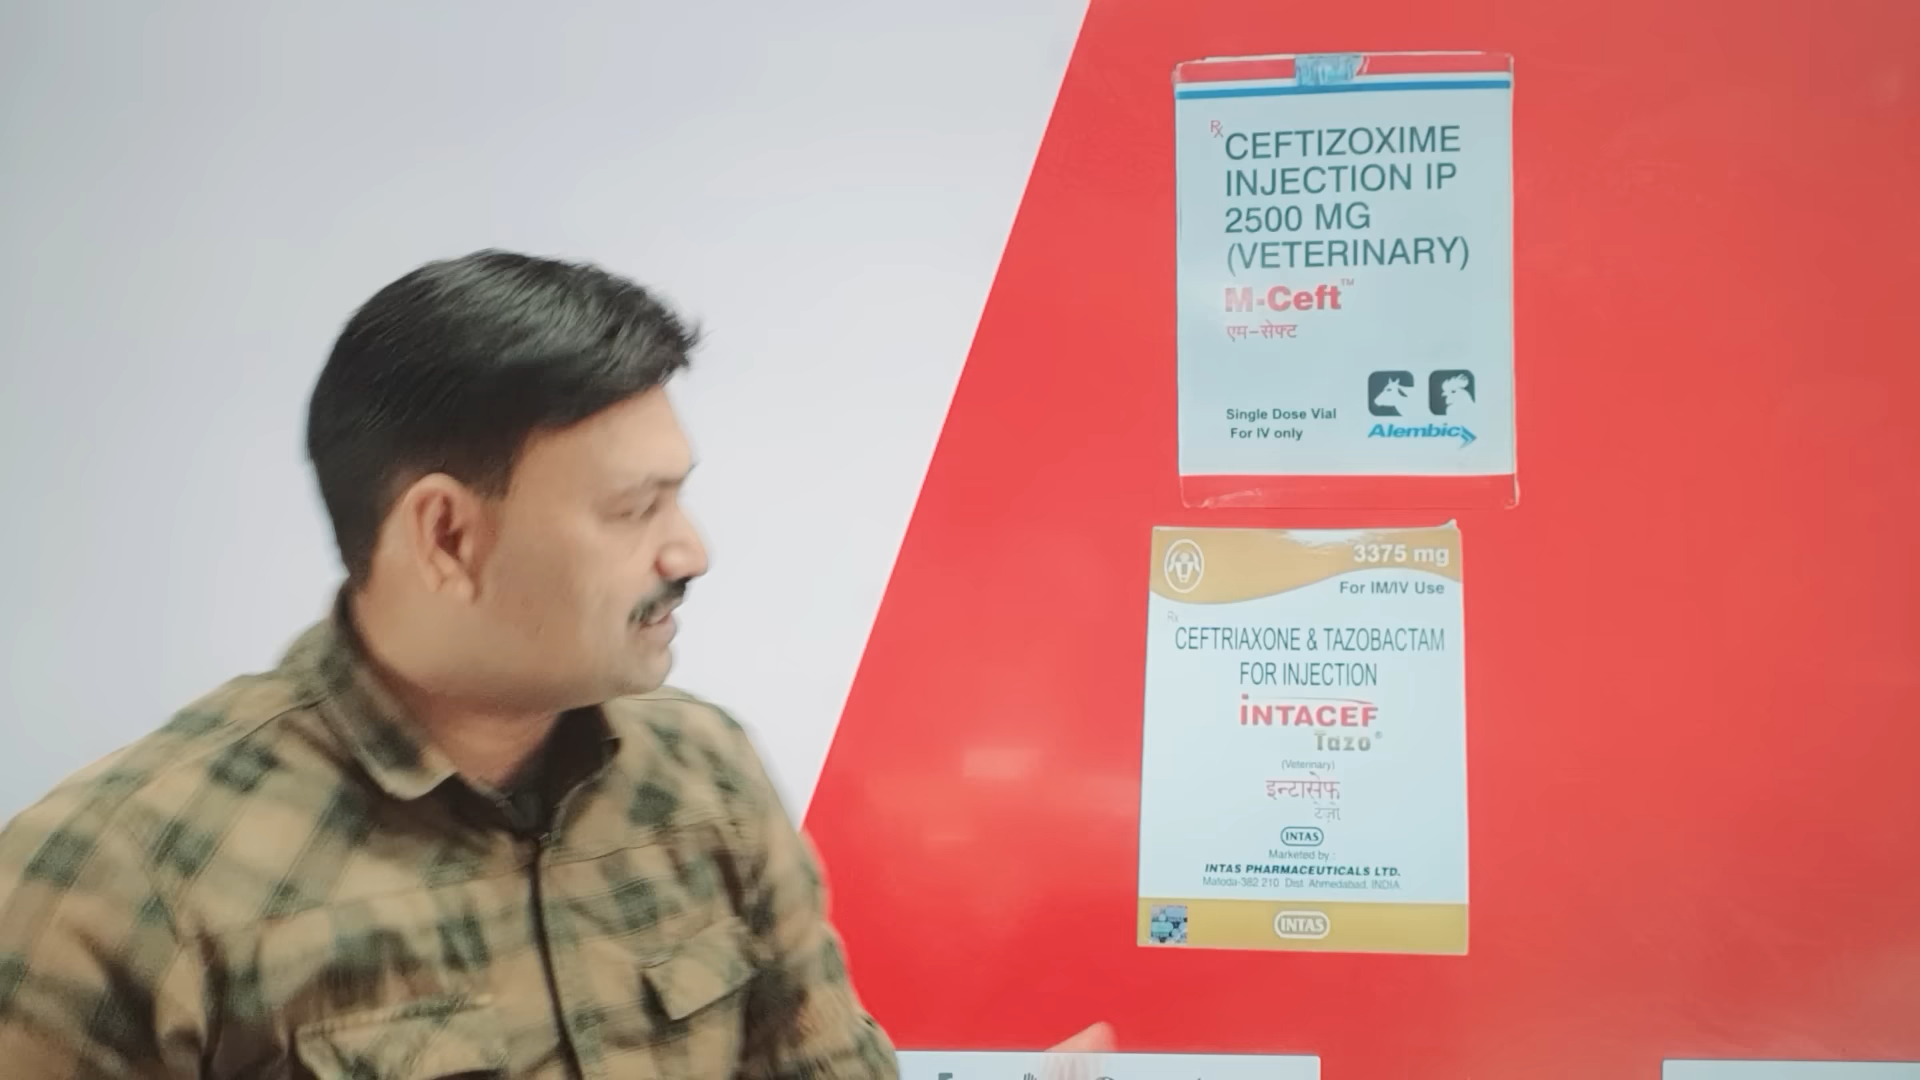 Rx
CEFTIZOXIME
INJECTION IP
2500 MG
(VETERINARY)
M-Ceft™
एम-सेफ्ट
Single Dose Vial
For IV only
Alembic
3375 mg
For IM/IV Use
Rx
CEFTRIAXONE & TAZOBACTAM
FOR INJECTION
INTACEF
Tazo®
(Veterinary)
इन्टासेफ़
टेज़ो
INTAS
Marketed by.:
INTAS PHARMACEUTICALS LTD.
Matoda-382 210 Dist. Ahmedabad, INDIA.
INTAS